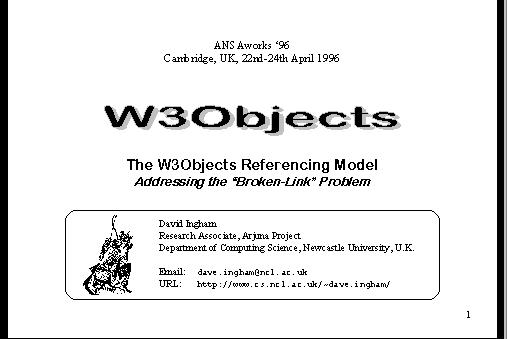 ANSAworks ‘96
Cambridge, UK, 22nd-24th April 1996
W3Objects
The W3Objects Referencing Model
Addressing the “Broken-Link” Problem
David Ingham
Research Associate, Arjuna Project
Department of Computing Science, Newcastle University, U.K.
Email: dave.ingham@ncl.ac.uk
URL: http://www.cs.ncl.ac.uk/~dave.ingham/
1